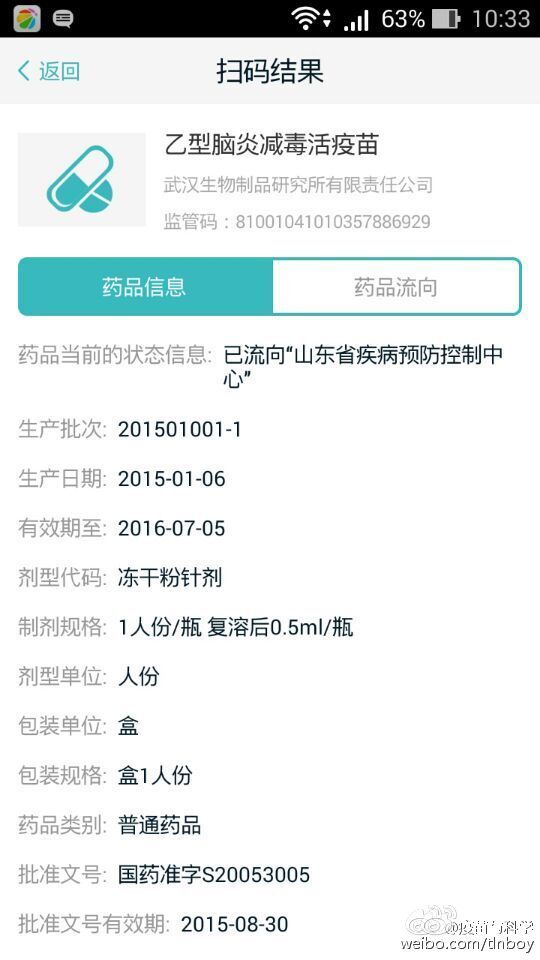 63% 10:33
返回 扫码结果
乙型脑炎减毒活疫苗
武汉生物制品研究所有限责任公司
监管码：81001041010357886929
药品信息 药品流向
药品当前的状态信息: 已流向“山东省疾病预防控制中
心”
生产批次: 201501001-1
生产日期: 2015-01-06
有效期至: 2016-07-05
剂型代码: 冻干粉针剂
制剂规格: 1人份/瓶 复溶后0.5ml/瓶
剂型单位: 人份
包装单位: 盒
包装规格: 盒1人份
药品类别: 普通药品
批准文号: 国药准字S20053005
批准文号有效期: 2015-08-30
@疫苗与科学
weibo.com/tnboy